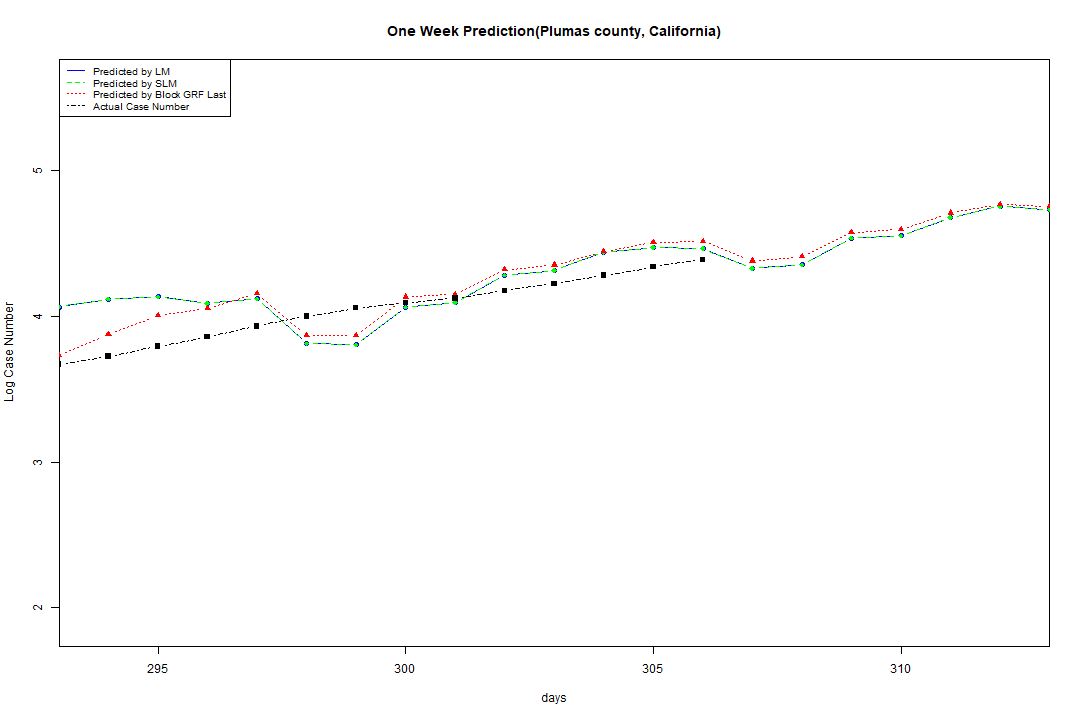 One Week Prediction(Plumas county, California)
Predicted by LM
Predicted by SLM
Predicted by Block GRF Last
Actual Case Number
5
4
3
2
Log Case Number
295 300 305 310
days